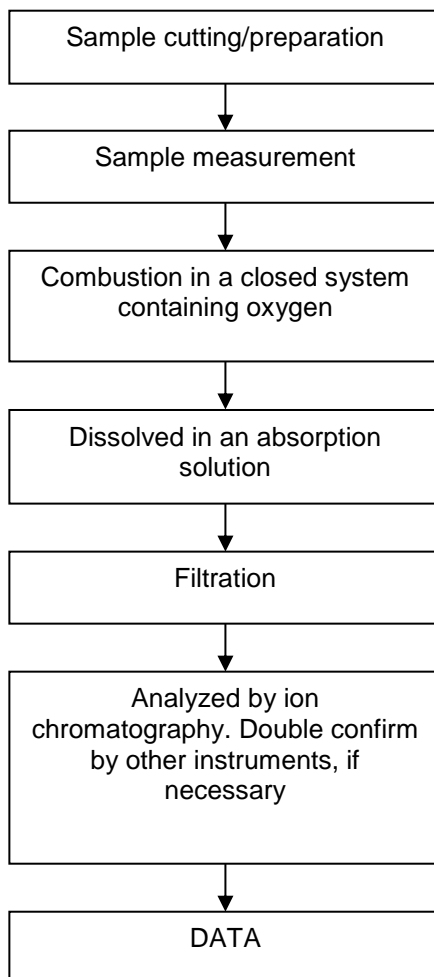 Sample cutting/preparation
Sample measurement
Combustion in a closed system
containing oxygen
Dissolved in an absorption
solution
Filtration
Analyzed by ion
chromatography. Double confirm
by other instruments, if
necessary
DATA